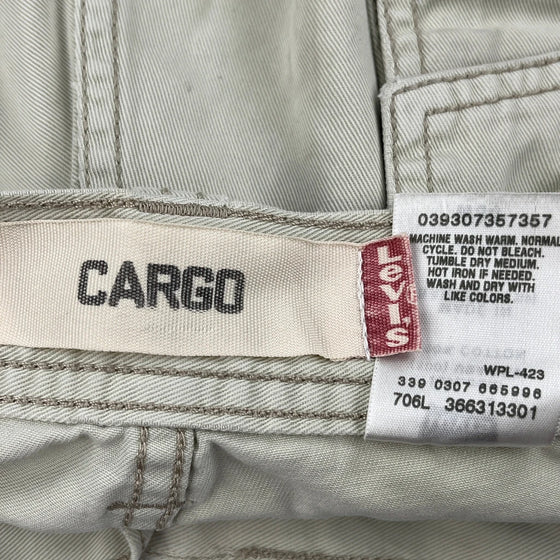 CARGO
Levi's
039307357357
MACHINE WASH WARM. NORMAL
CYCLE. DO NOT BLEACH.
TUMBLE DRY MEDIUM.
HOT IRON IF NEEDED.
WASH AND DRY WITH
LIKE COLORS.
WPL-423
339 0307 665996
706L 366313301